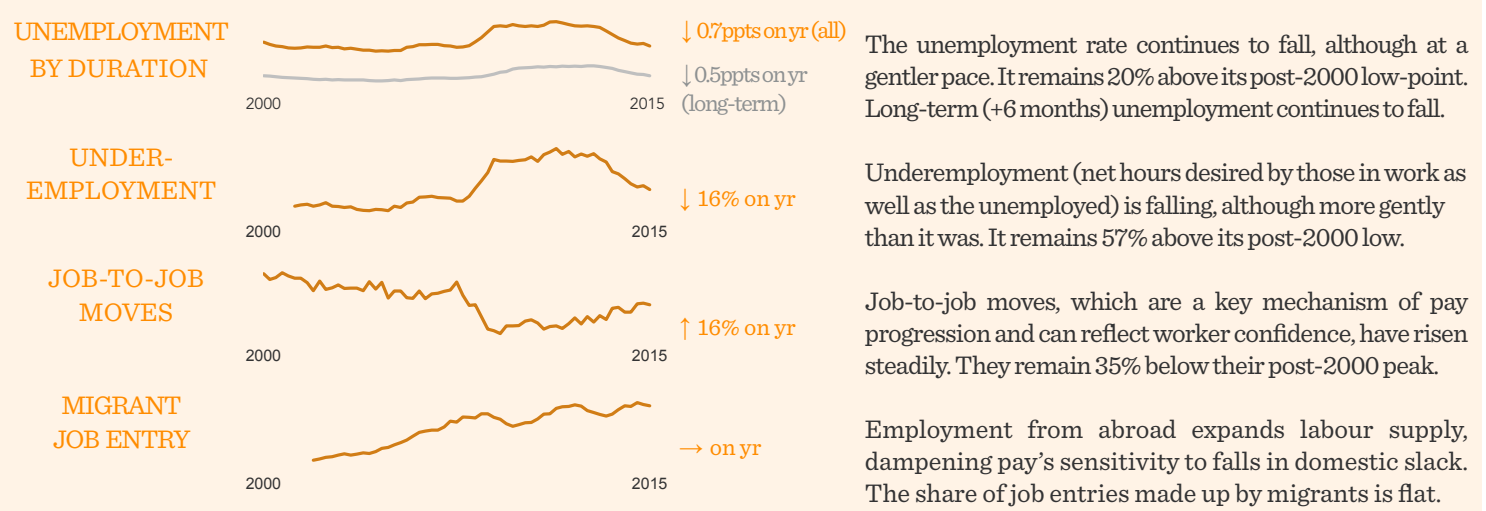 UNEMPLOYMENT
BY DURATION
↓ 0.7ppts on yr (all)
↓ 0.5ppts on yr
(long-term)
2000
2015
The unemployment rate continues to fall, although at a
gentler pace. It remains 20% above its post-2000 low-point.
Long-term (+6 months) unemployment continues to fall.
UNDER-
EMPLOYMENT
↓ 16% on yr
2000
2015
Underemployment (net hours desired by those in work as
well as the unemployed) is falling, although more gently
than it was. It remains 57% above its post-2000 low.
JOB-TO-JOB
MOVES
↑ 16% on yr
2000
2015
Job-to-job moves, which are a key mechanism of pay
progression and can reflect worker confidence, have risen
steadily. They remain 35% below their post-2000 peak.
MIGRANT
JOB ENTRY
→ on yr
2000
2015
Employment from abroad expands labour supply,
dampening pay’s sensitivity to falls in domestic slack.
The share of job entries made up by migrants is flat.